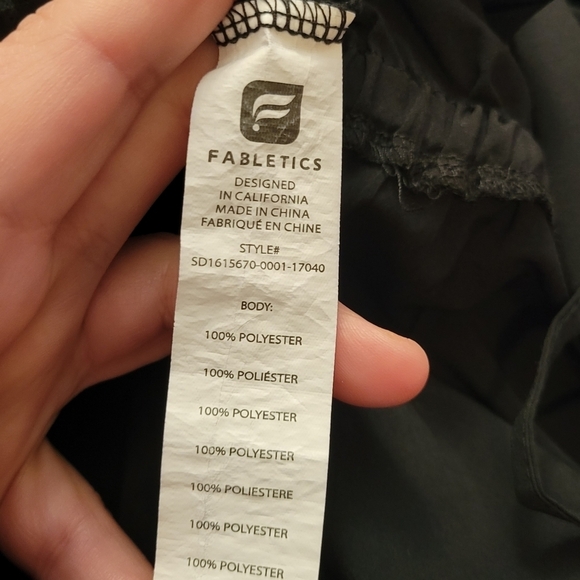 FABLETICS
DESIGNED
IN CALIFORNIA
MADE IN CHINA
FABRIQUÉ EN CHINE
STYLE#
SD1615670-0001-17040
BODY:
100% POLYESTER
100% POLIÉSTER
100% POLYESTER
100% POLYESTER
100% POLIESTERE
100% POLYESTER
100% POLYESTER